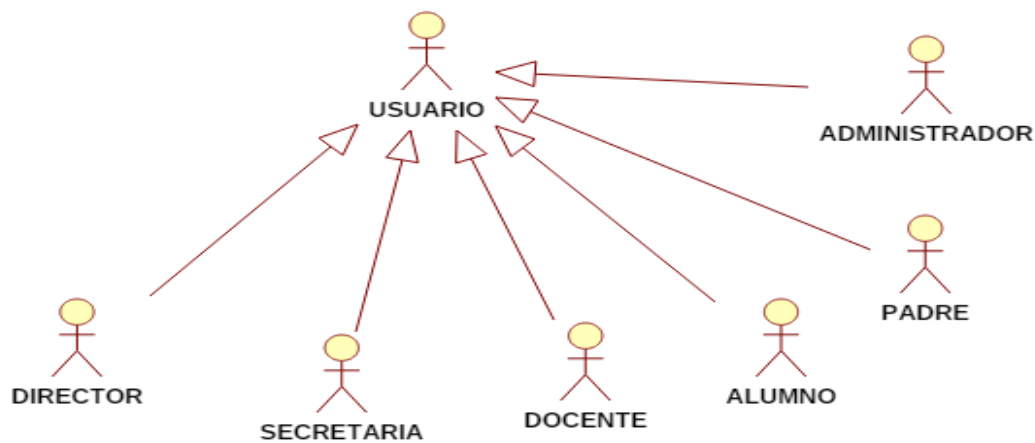 USUARIO
ADMINISTRADOR
PADRE
DIRECTOR
SECRETARIA
DOCENTE
ALUMNO